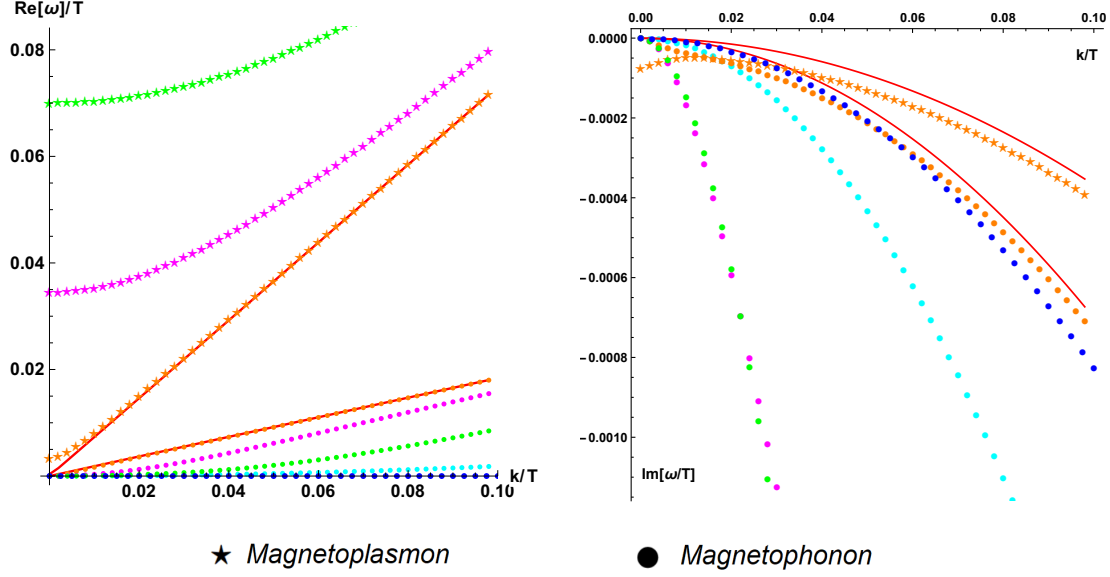 Re[ω]/T
0.08
0.06
0.04
0.02
0.02 0.04 0.06 0.08 0.10 k/T
0.00 0.02 0.04 0.06 0.08 0.10
k/T
0.0000
-0.0002
-0.0004
-0.0006
-0.0008
-0.0010
Im[ω/T]
★ Magnetoplasmon
● Magnetophonon